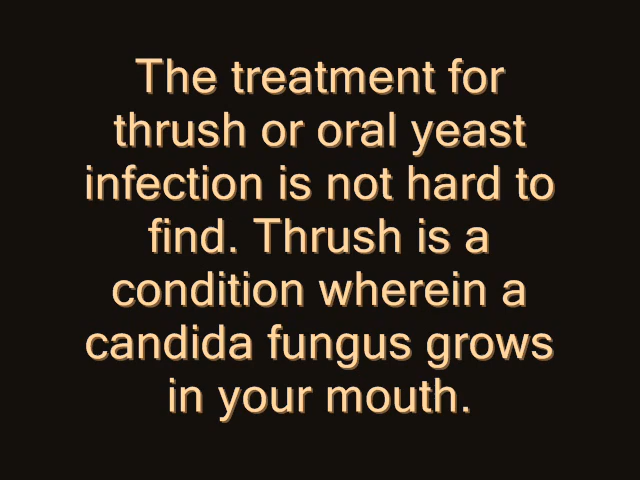 The treatment for
thrush or oral yeast
infection is not hard to
find. Thrush is a
condition wherein a
candida fungus grows
in your mouth.